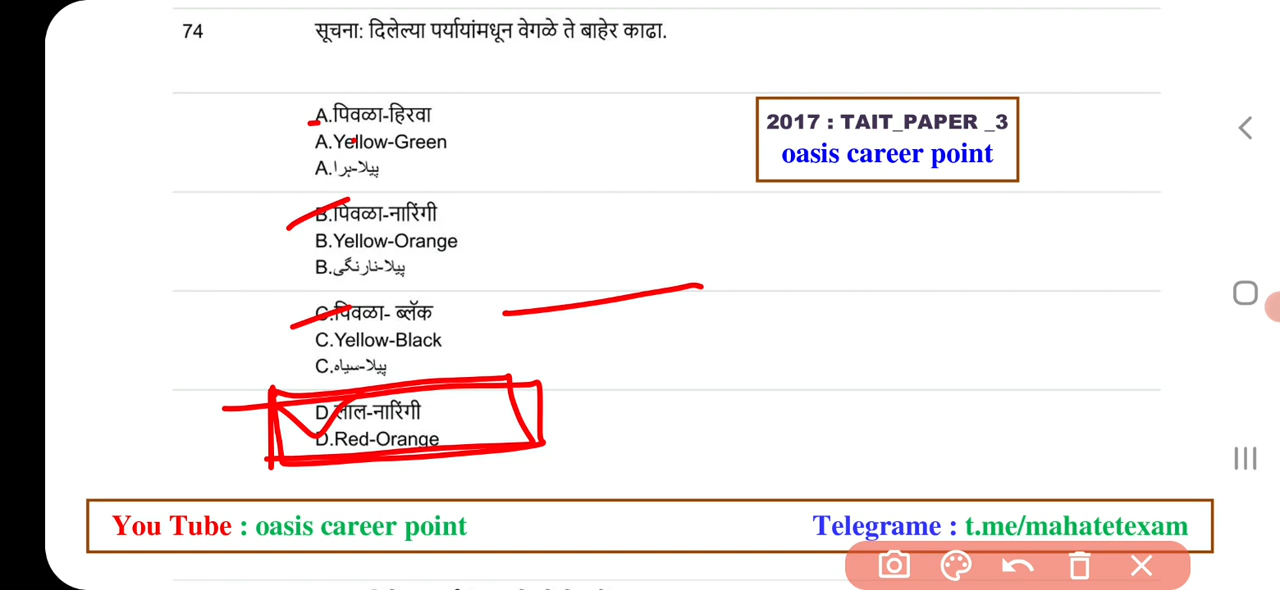 74
सूचना: दिलेल्या पर्यायांमधून वेगळे ते बाहेर काढा.
A.पिवळा-हिरवा
A.Yellow-Green
A.پیلا-ہرا
2017 : TAIT_PAPER _3
oasis career point
B.पिवळा-नारिंगी
B.Yellow-Orange
B.پیلا-نارنگی
C.पिवळा- ब्लॅक
C.Yellow-Black
C.پیلا-سیاہ
D.लाल-नारिंगी
D.Red-Orange
You Tube : oasis career point
Telegrame : t.me/mahatetexam